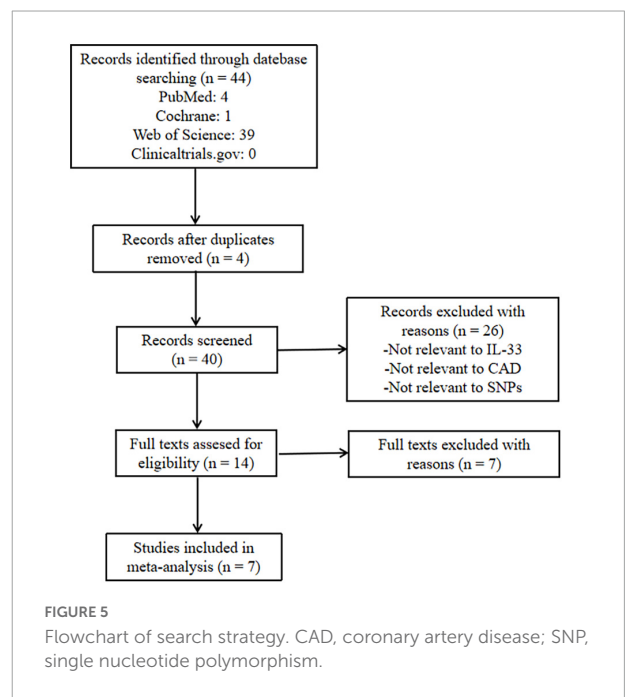 Records identified through datebase
searching (n = 44)
PubMed: 4
Cochrane: 1
Web of Science: 39
Clinicaltrials.gov: 0
Records after duplicates
removed (n = 4)
Records screened
(n = 40)
Records excluded with
reasons (n = 26)
-Not relevant to IL-33
-Not relevant to CAD
-Not relevant to SNPs
Full texts assesed for
eligibility (n = 14)
Full texts excluded with
reasons (n = 7)
Studies included in
meta-analysis (n = 7)
FIGURE 5
Flowchart of search strategy. CAD, coronary artery disease; SNP,
single nucleotide polymorphism.